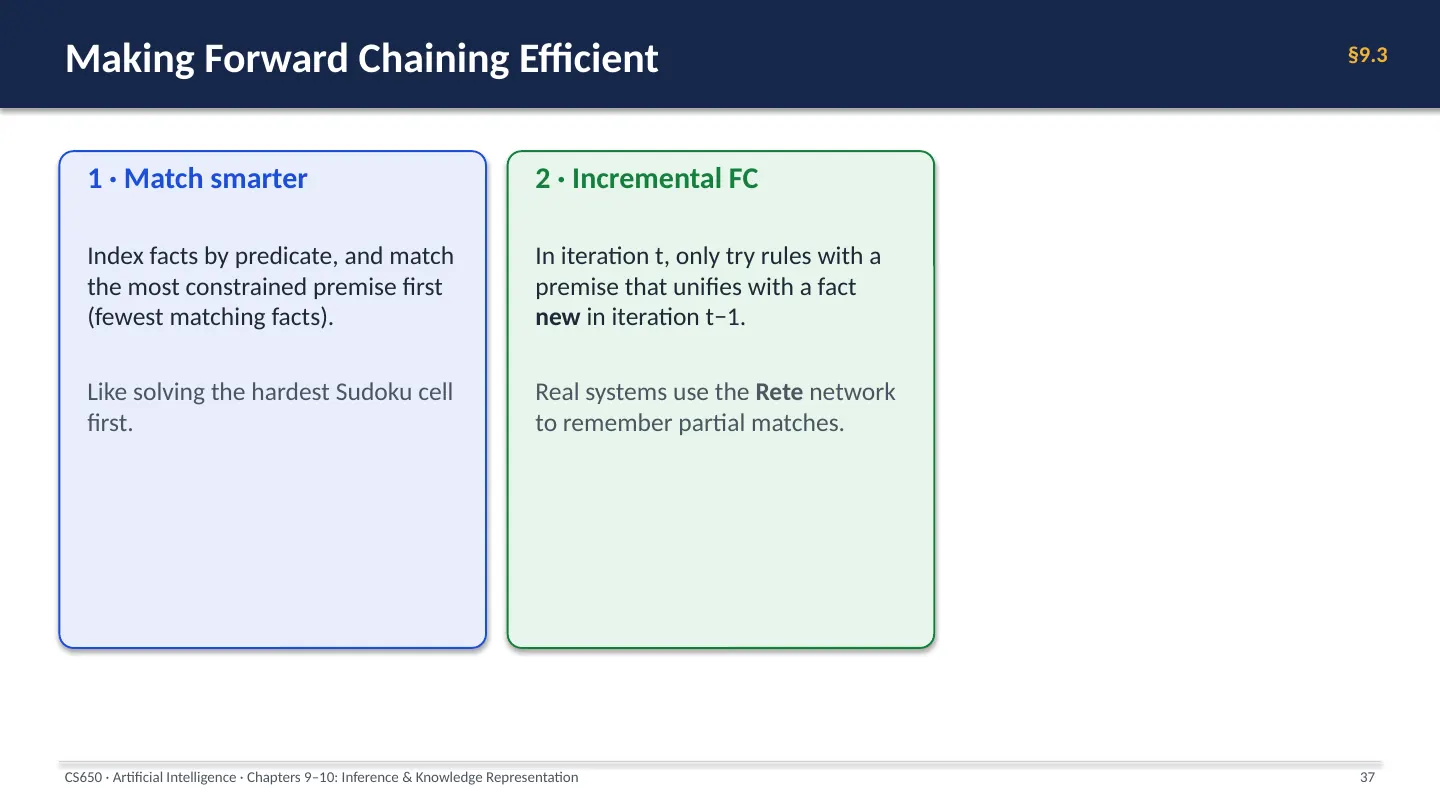 Making Forward Chaining Efficient
§9.3
1 · Match smarter
Index facts by predicate, and match
the most constrained premise first
(fewest matching facts).
Like solving the hardest Sudoku cell
first.
2 · Incremental FC
In iteration t, only try rules with a
premise that unifies with a fact
new in iteration t−1.
Real systems use the Rete network
to remember partial matches.
CS650 · Artificial Intelligence · Chapters 9–10: Inference & Knowledge Representation
37